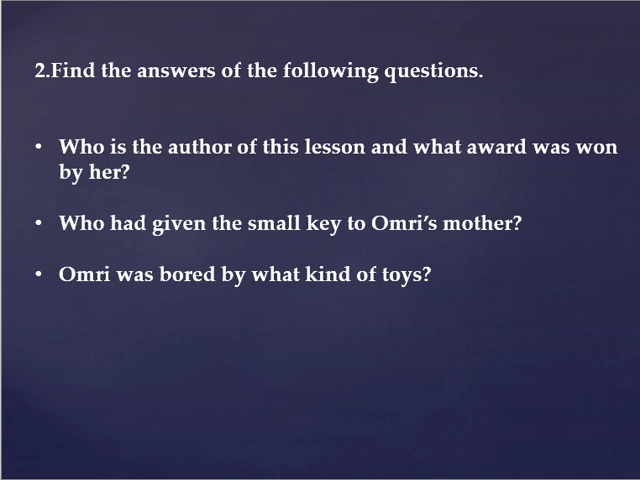 2.Find the answers of the following questions.
• Who is the author of this lesson and what award was won
by her?
• Who had given the small key to Omri’s mother?
• Omri was bored by what kind of toys?